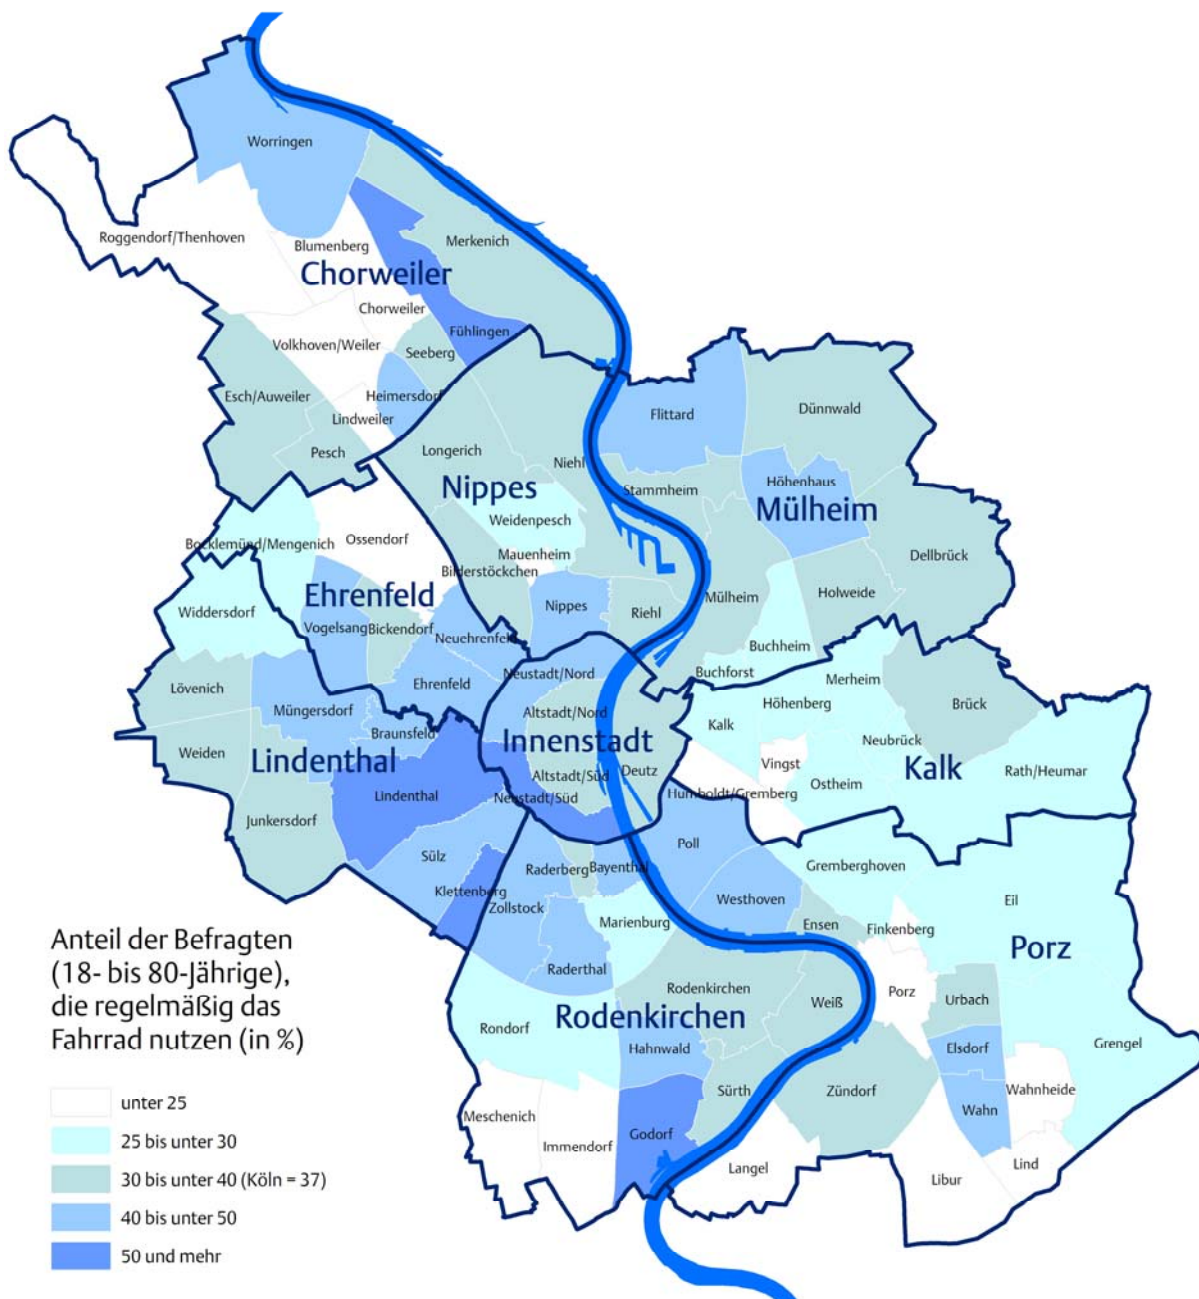 Worringen
Roggendorf/Thenhoven
Blumenberg
Merkenich
Chorweiler
Chorweiler
Fühlingen
Volkhoven/Weiler
Seeberg
Esch/Auweiler
Heimersdorf
Lindweiler
Pesch
Flittard
Dünnwald
Longerich
Niehl
Stammheim
Höhenhaus
Nippes
Mülheim
Weidenpesch
Ossendorf
Bocklemünd/Mengenich
Mauenheim
Bilderstöckchen
Dellbrück
Ehrenfeld
Widdersdorf
Nippes
Riehl
Mülheim
Holweide
Vogelsang
Bickendorf
Neuehrenfeld
Buchheim
Neustadt/Nord
Buchforst
Merheim
Lövenich
Ehrenfeld
Müngersdorf
Altstadt/Nord
Höhenberg
Brück
Kalk
Braunsfeld
Innenstadt
Neubrück
Weiden
Lindenthal
Vingst
Kalk
Rath/Heumar
Altstadt/Süd
Deutz
Ostheim
Lindenthal
Neustadt/Süd
Humboldt/Gremberg
Junkersdorf
Sülz
Raderberg
Bayenthal
Poll
Gremberghoven
Klettenberg
Zollstock
Westhoven
Eil
Marienburg
Ensen
Finkenberg
Porz
Raderthal
Rodenkirchen
Weiß
Porz
Urbach
Rodenkirchen
Rondorf
Hahnwald
Elsdorf
Grengel
Sürth
Zündorf
Wahnheide
Meschenich
Wahn
Immendorf
Godorf
Langel
Lind
Libur
Anteil der Befragten
(18- bis 80-Jährige),
die regelmäßig das
Fahrrad nutzen (in %)
unter 25
25 bis unter 30
30 bis unter 40 (Köln = 37)
40 bis unter 50
50 und mehr